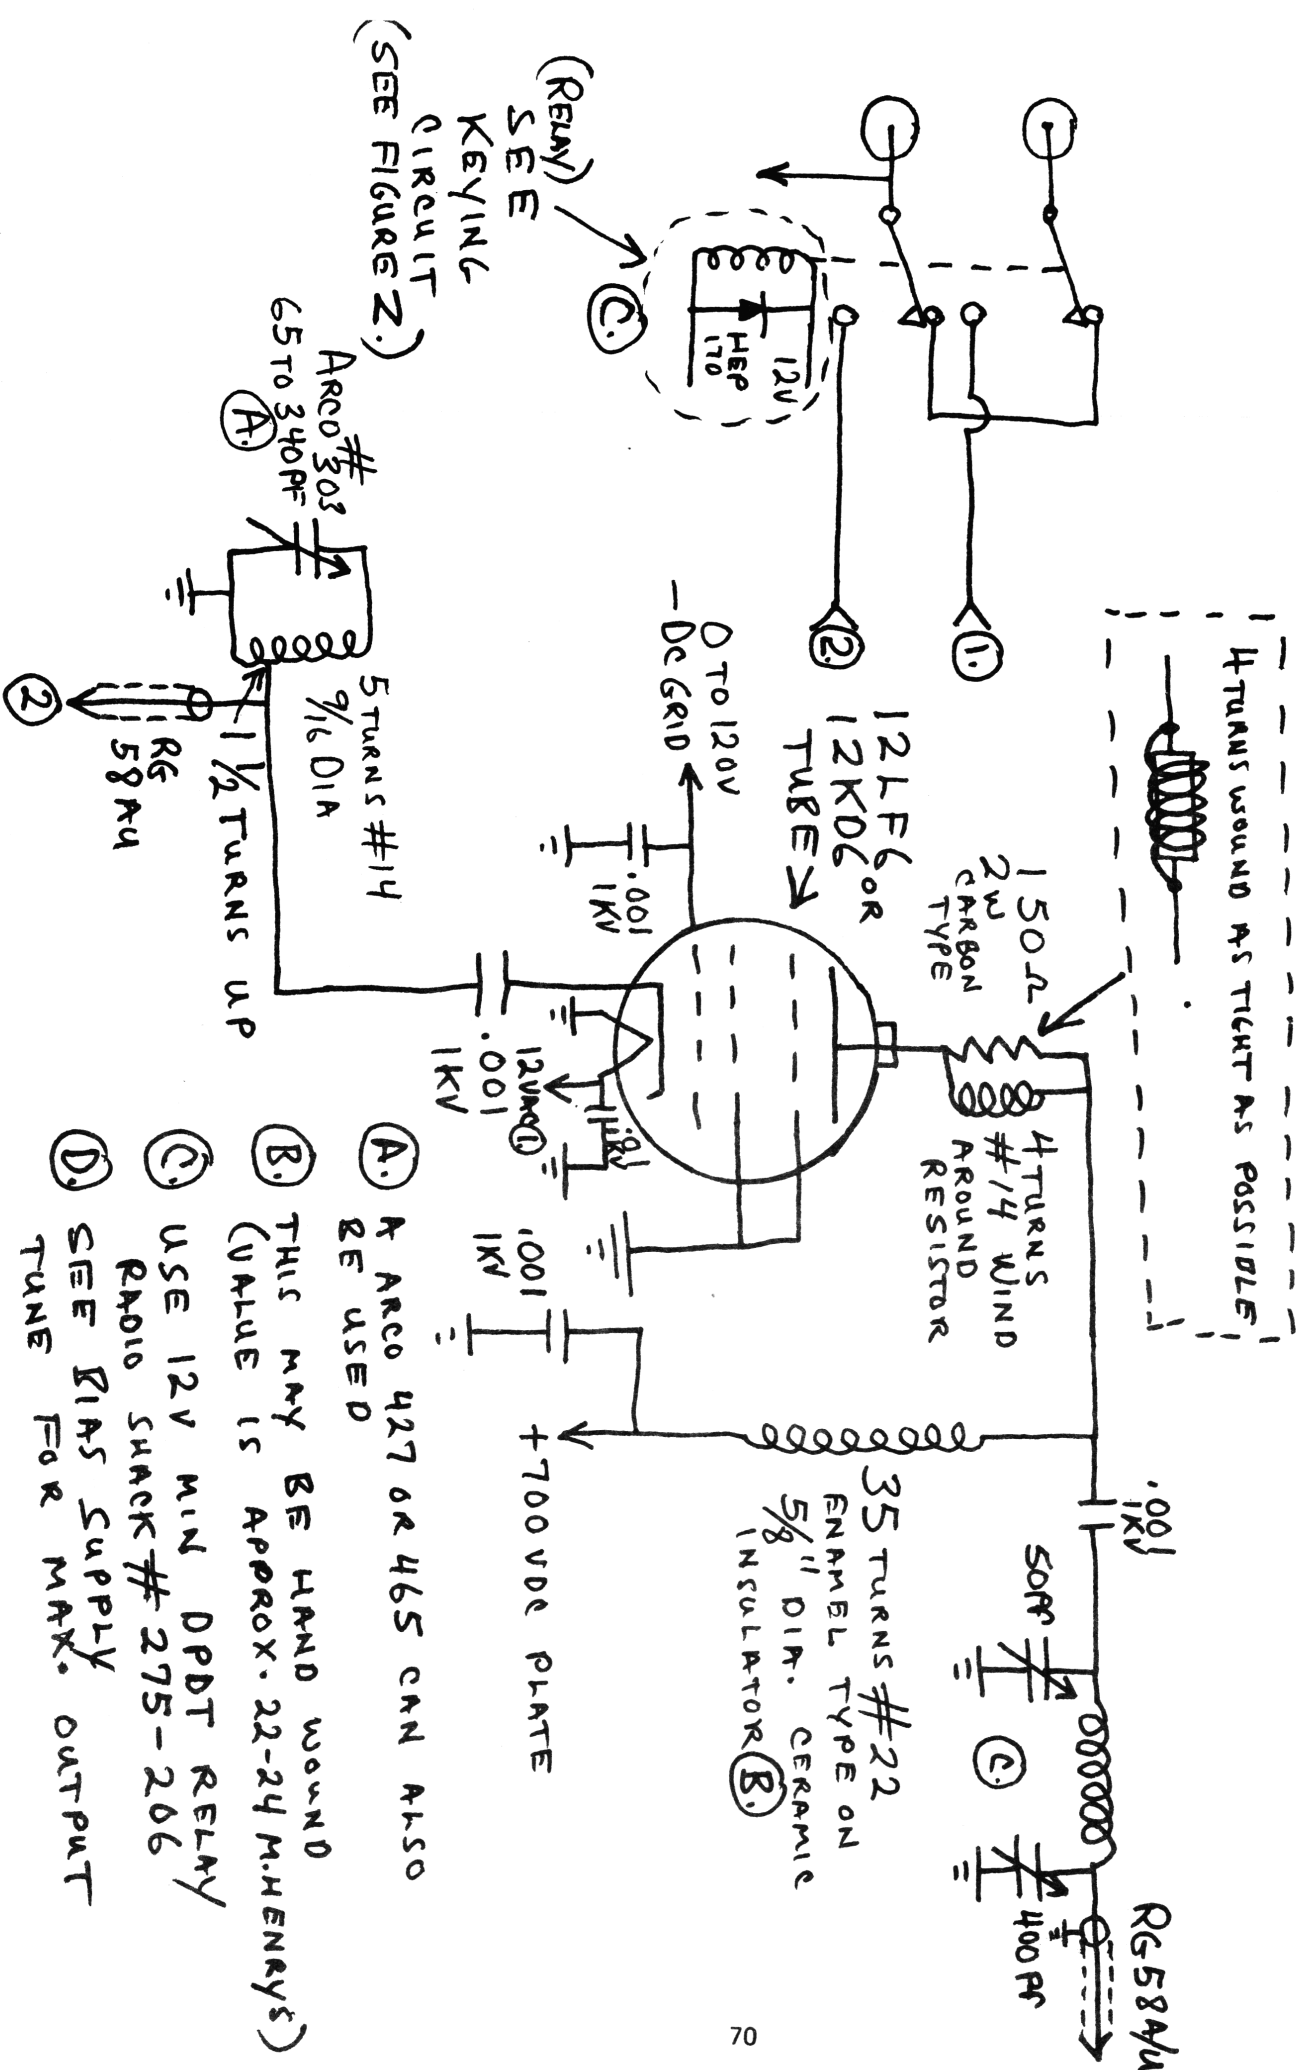 4 TURNS WOUND AS TIGHT AS POSSIDLE
RG58A/U
.001
1KV
50PF
C.
400PF
150Ω
2W
CARBON
TYPE
4 TURNS
#14 WIND
AROUND
RESISTOR
12LF6 OR
12KD6
TUBE
1.
2.
12V
HEP
170
C.
(RELAY)
SEE
KEYING
CIRCUIT
(SEE FIGURE 2.)
0 TO 120V
- DC GRID
.001
1KV
35 TURNS #22
ENAMEL TYPE ON
5/8" DIA. CERAMIC
INSULATOR B.
+ 700 VDC PLATE
.001
1KV
.01
1KV
12VAC 1.
.001
1KV
ARCO #
303
65 TO 340PF
A.
5 TURNS #14
9/16 DIA
1 1/2 TURNS UP
RG
58AU
2
A. A ARCO 427 OR 465 CAN ALSO
BE USED
B. THIS MAY BE HAND WOUND
(VALUE IS APPROX. 22-24 M.HENRYS)
C. USE 12V MIN DPDT RELAY
RADIO SHACK # 275-206
D. SEE BIAS SUPPLY
TUNE FOR MAX. OUTPUT
70